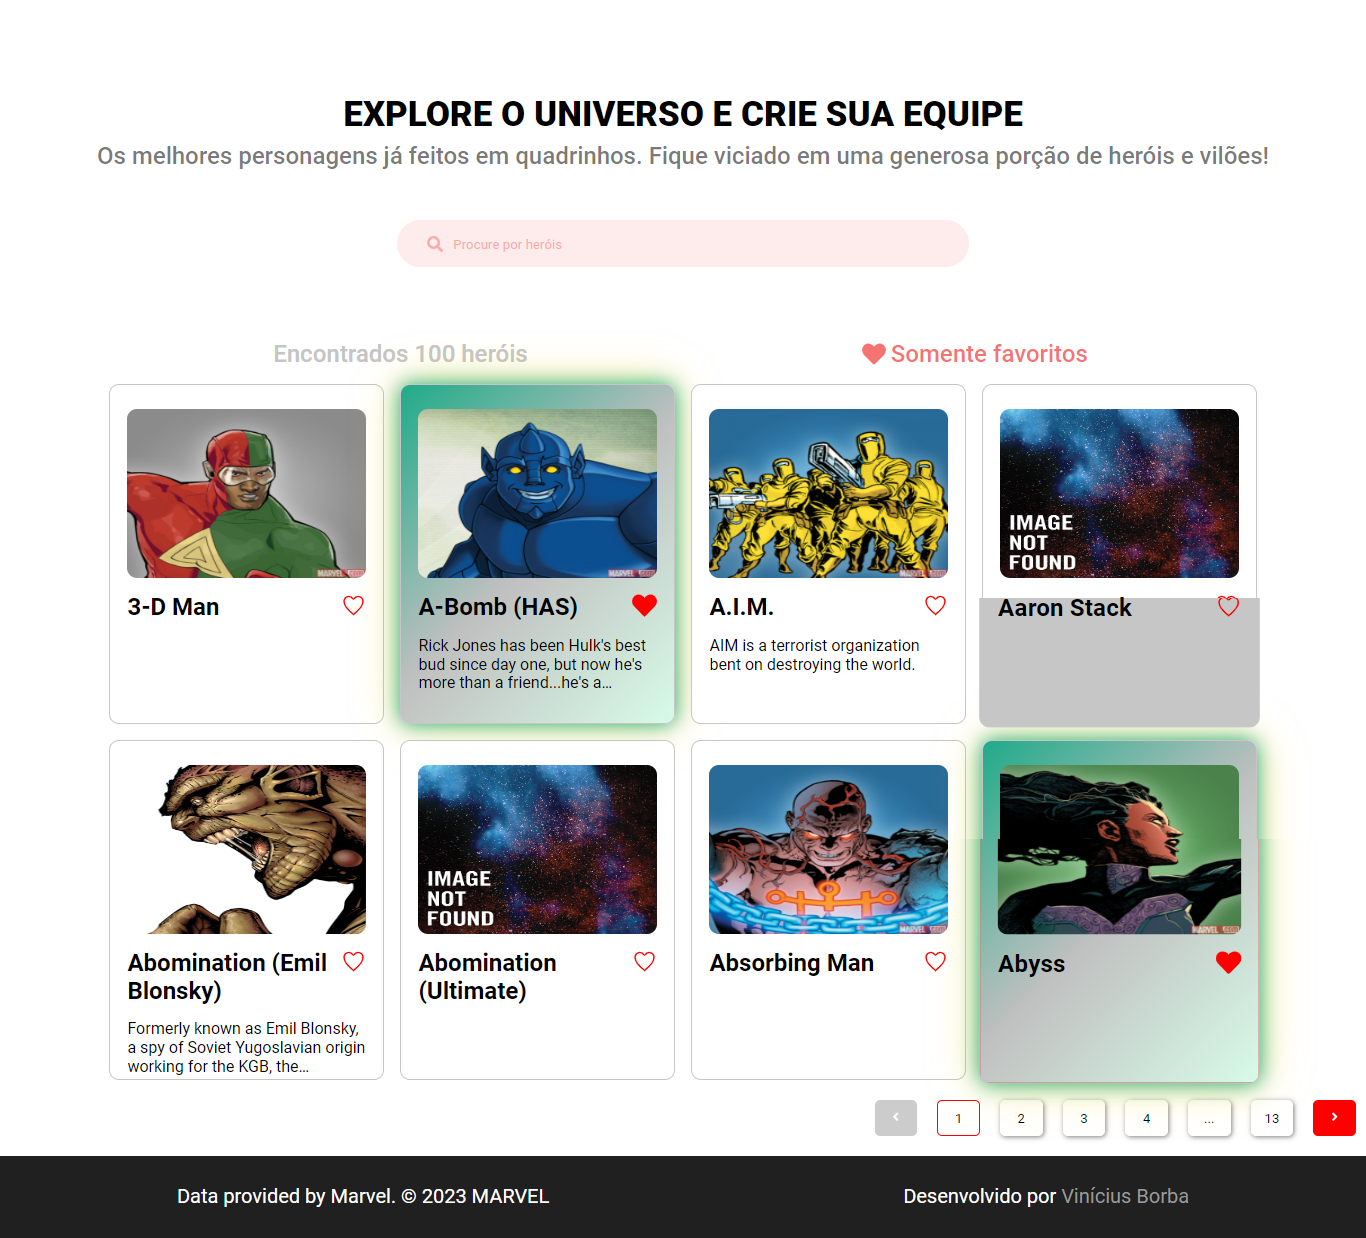 EXPLORE O UNIVERSO E CRIE SUA EQUIPE
Os melhores personagens já feitos em quadrinhos. Fique viciado em uma generosa porção de heróis e vilões!
Procure por heróis
Encontrados 100 heróis
Somente favoritos
IMAGE
NOT
FOUND
MARVEL
MARVEL
MARVEL
3-D Man
A-Bomb (HAS)
A.I.M.
Aaron Stack
Rick Jones has been Hulk's best
bud since day one, but now he's
more than a friend...he's a...
AIM is a terrorist organization
bent on destroying the world.
IMAGE
NOT
FOUND
MARVEL
MARVEL
Abomination (Emil
Blonsky)
Abomination
(Ultimate)
Absorbing Man
Abyss
Formerly known as Emil Blonsky,
a spy of Soviet Yugoslavian origin
working for the KGB, the...
1
2
3
4
...
13
Data provided by Marvel. © 2023 MARVEL
Desenvolvido por Vinícius Borba